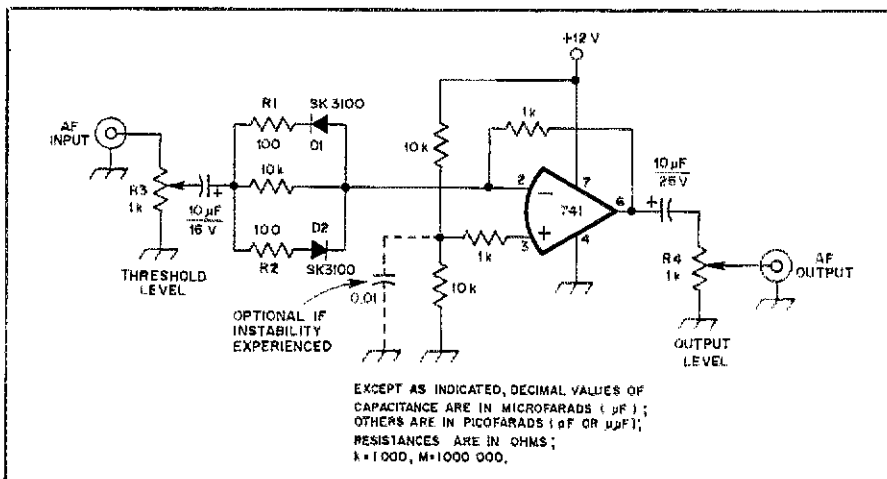 +12 V
R1
SK3100
100
D1
AF
INPUT
1k
10k
R3
1k
10 µF
16 V
10k
2
7
741
6
3
4
10 µF
25V
100
D2
R2
SK3100
1k
10k
R4
1k
AF
OUTPUT
THRESHOLD
LEVEL
0.01
OPTIONAL IF
INSTABILITY
EXPERIENCED
OUTPUT
LEVEL
EXCEPT AS INDICATED, DECIMAL VALUES OF
CAPACITANCE ARE IN MICROFARADS ( µF ) ;
OTHERS ARE IN PICOFARADS ( pF OR µµF);
RESISTANCES ARE IN OHMS ;
k=1000, M=1000 000.